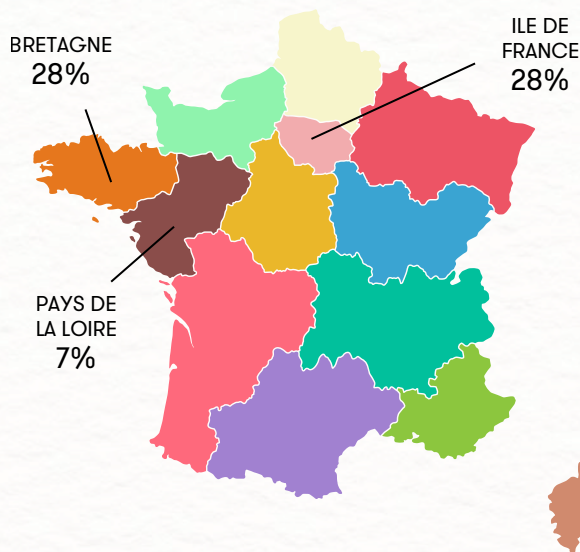 BRETAGNE
28%
ILE DE
FRANCE
28%
PAYS DE
LA LOIRE
7%